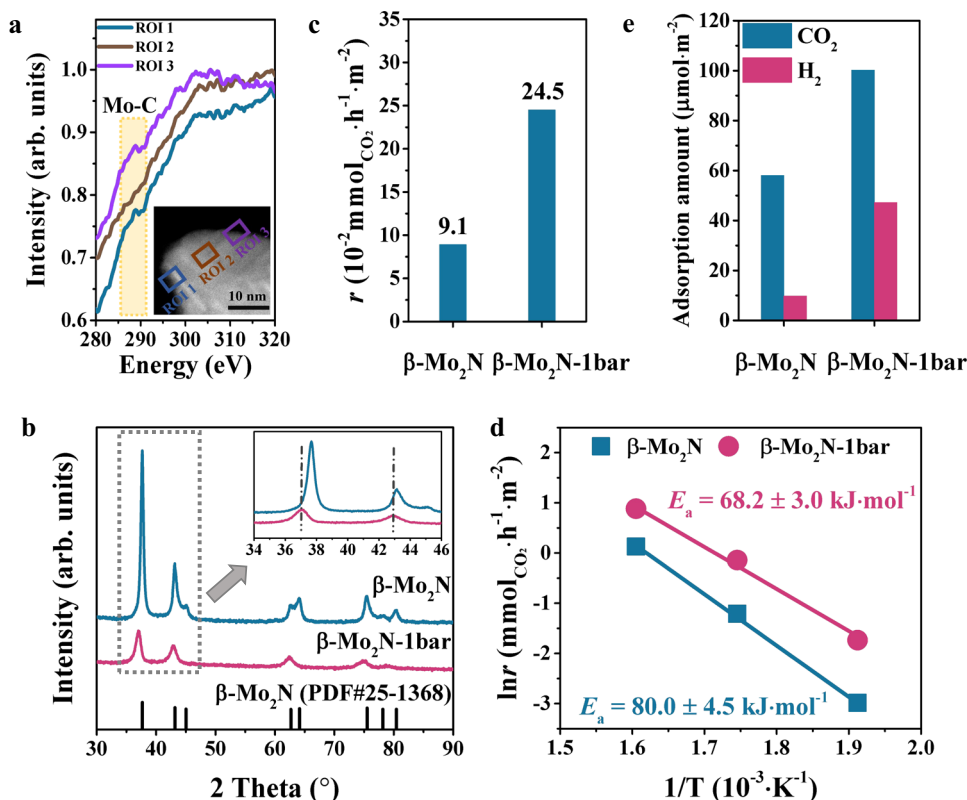 a
ROI 1
ROI 2
ROI 3
Mo-C
Intensity (arb. units)
1.0
0.9
0.8
0.7
0.6
ROI 1
ROI 2
ROI 3
10 nm
280 290 300 310 320
Energy (eV)
c
r (10⁻² mmol_CO₂·h⁻¹·m⁻²)
35
30
25
20
15
10
5
0
9.1
24.5
β-Mo₂N β-Mo₂N-1bar
e
CO₂
H₂
Adsorption amount (μmol·m⁻²)
120
100
80
60
40
20
0
β-Mo₂N β-Mo₂N-1bar
b
Intensity (arb. units)
34 36 38 40 42 44 46
β-Mo₂N
β-Mo₂N-1bar
β-Mo₂N (PDF#25-1368)
30 40 50 60 70 80 90
2 Theta (°)
d
β-Mo₂N β-Mo₂N-1bar
Eₐ = 68.2 ± 3.0 kJ·mol⁻¹
Eₐ = 80.0 ± 4.5 kJ·mol⁻¹
lnr (mmol_CO₂·h⁻¹·m⁻²)
2
1
0
-1
-2
-3
1.5 1.6 1.7 1.8 1.9 2.0
1/T (10⁻³·K⁻¹)